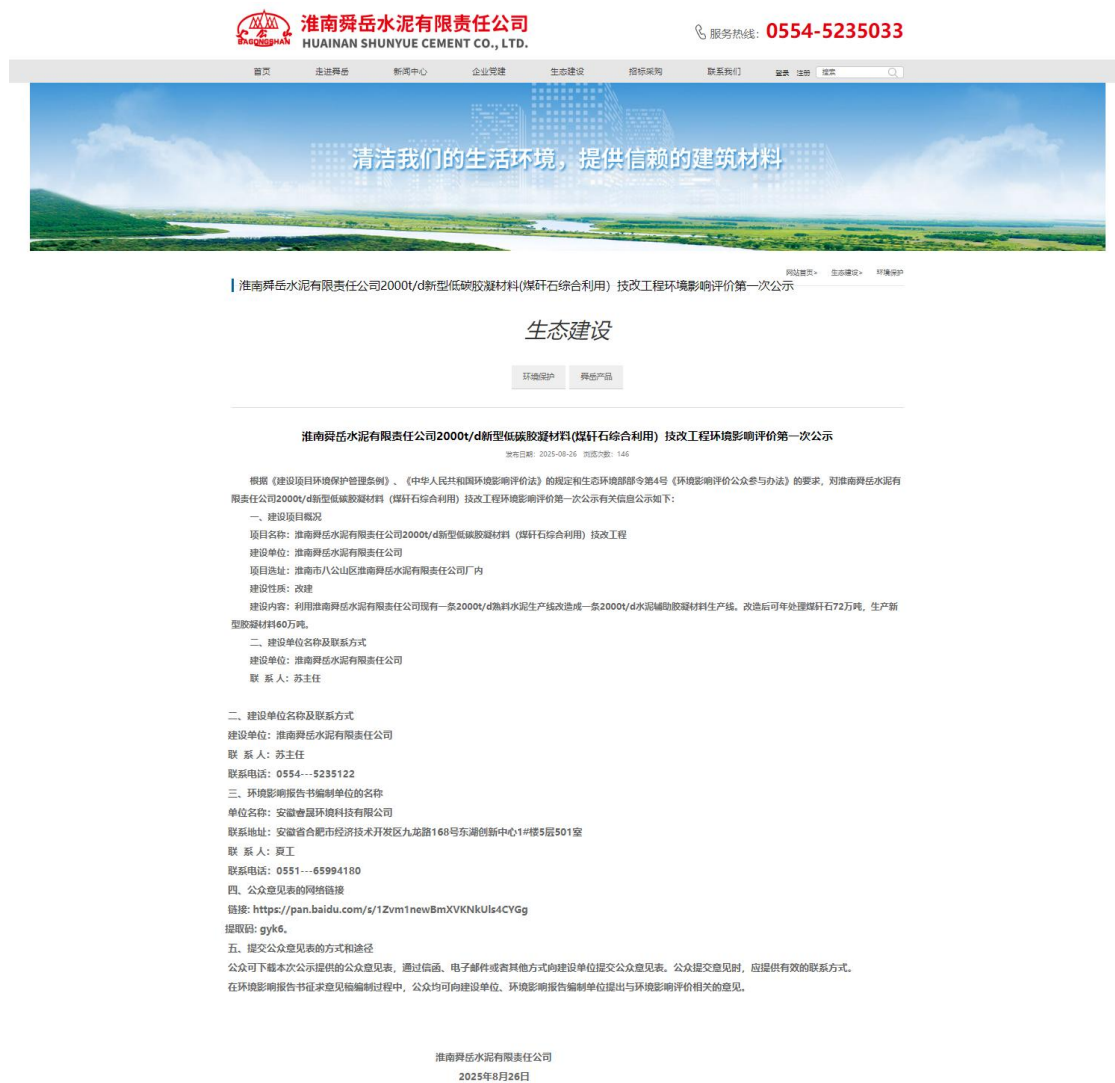 淮南舜岳水泥有限责任公司
BAGONGSHAN
HUAINAN SHUNYUE CEMENT CO., LTD.
服务热线：0554-5235033
首页 走进舜岳 新闻中心 企业党建 生态建设 招标采购 联系我们 登录 注册 搜索
清洁我们的生活环境，提供信赖的建筑材料
网站首页> 生态建设> 环境保护
淮南舜岳水泥有限责任公司2000t/d新型低碳胶凝材料(煤矸石综合利用）技改工程环境影响评价第一次公示
生态建设
环境保护 舜岳产品
淮南舜岳水泥有限责任公司2000t/d新型低碳胶凝材料(煤矸石综合利用）技改工程环境影响评价第一次公示
发布日期：2025-08-26 浏览次数：146
根据《建设项目环境保护管理条例》、《中华人民共和国环境影响评价法》的规定和生态环境部部令第4号《环境影响评价公众参与办法》的要求，对淮南舜岳水泥有
限责任公司2000t/d新型低碳胶凝材料（煤矸石综合利用）技改工程环境影响评价第一次公示有关信息公示如下：
一、建设项目概况
项目名称：淮南舜岳水泥有限责任公司2000t/d新型低碳胶凝材料（煤矸石综合利用）技改工程
建设单位：淮南舜岳水泥有限责任公司
项目选址：淮南市八公山区淮南舜岳水泥有限责任公司厂内
建设性质：改建
建设内容：利用淮南舜岳水泥有限责任公司现有一条2000t/d熟料水泥生产线改造成一条2000t/d水泥辅助胶凝材料生产线。改造后可年处理煤矸石72万吨，生产新
型胶凝材料60万吨。
二、建设单位名称及联系方式
建设单位：淮南舜岳水泥有限责任公司
联 系 人：苏主任
二、建设单位名称及联系方式
建设单位：淮南舜岳水泥有限责任公司
联 系 人：苏主任
联系电话：0554---5235122
三、环境影响报告书编制单位的名称
单位名称：安徽睿晟环境科技有限公司
联系地址：安徽省合肥市经济技术开发区九龙路168号东湖创新中心1#楼5层501室
联 系 人：夏工
联系电话：0551---65994180
四、公众意见表的网络链接
链接: https://pan.baidu.com/s/1Zvm1newBmXVKNkUls4CYGg
提取码: gyk6。
五、提交公众意见表的方式和途径
公众可下载本次公示提供的公众意见表，通过信函、电子邮件或者其他方式向建设单位提交公众意见表。公众提交意见时，应提供有效的联系方式。
在环境影响报告书征求意见稿编制过程中，公众均可向建设单位、环境影响报告编制单位提出与环境影响评价相关的意见。
淮南舜岳水泥有限责任公司
2025年8月26日